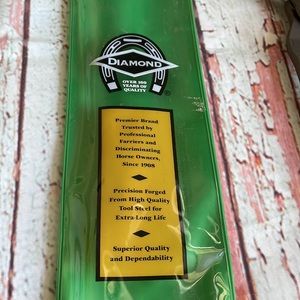 DIAMOND
OVER 100
YEARS OF
QUALITY
®
Premier Brand
Trusted by
Professional
Farriers and
Discriminating
Horse Owners,
Since 1908
Precision Forged
From High Quality
Tool Steel for
Extra-Long Life
Superior Quality
and Dependability